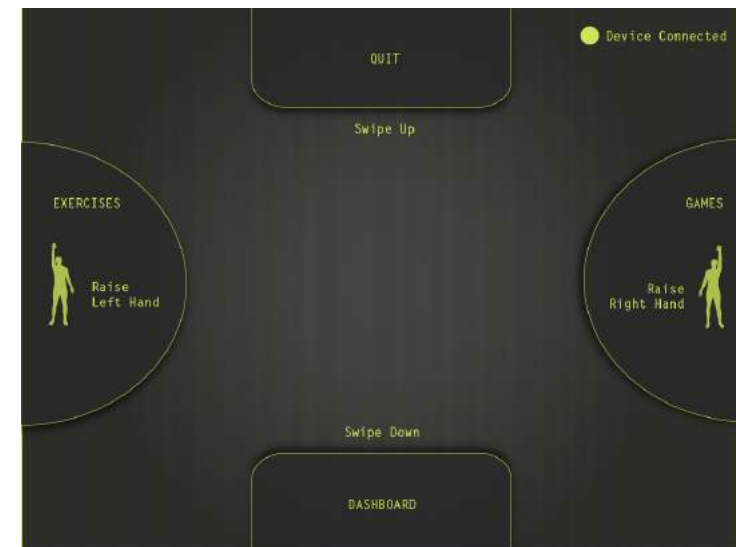 QUIT
Device Connected
Swipe Up
EXERCISES
Raise
Left Hand
GAMES
Raise
Right Hand
Swipe Down
DASHBOARD